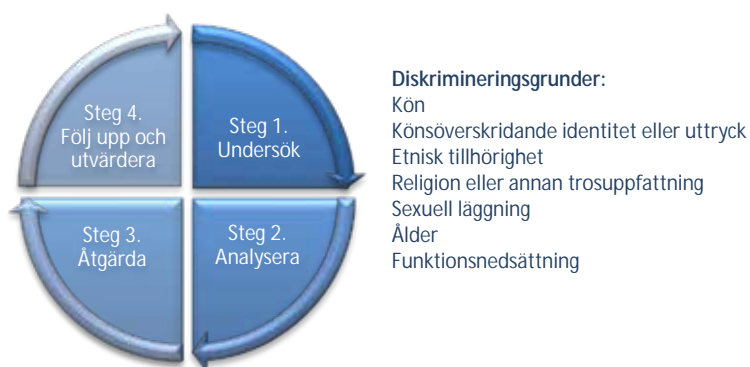 Steg 4.
Följ upp och
utvärdera
Steg 1.
Undersök
Steg 3.
Åtgärda
Steg 2.
Analysera
Diskrimineringsgrunder:
Kön
Könsöverskridande identitet eller uttryck
Etnisk tillhörighet
Religion eller annan trosuppfattning
Sexuell läggning
Ålder
Funktionsnedsättning